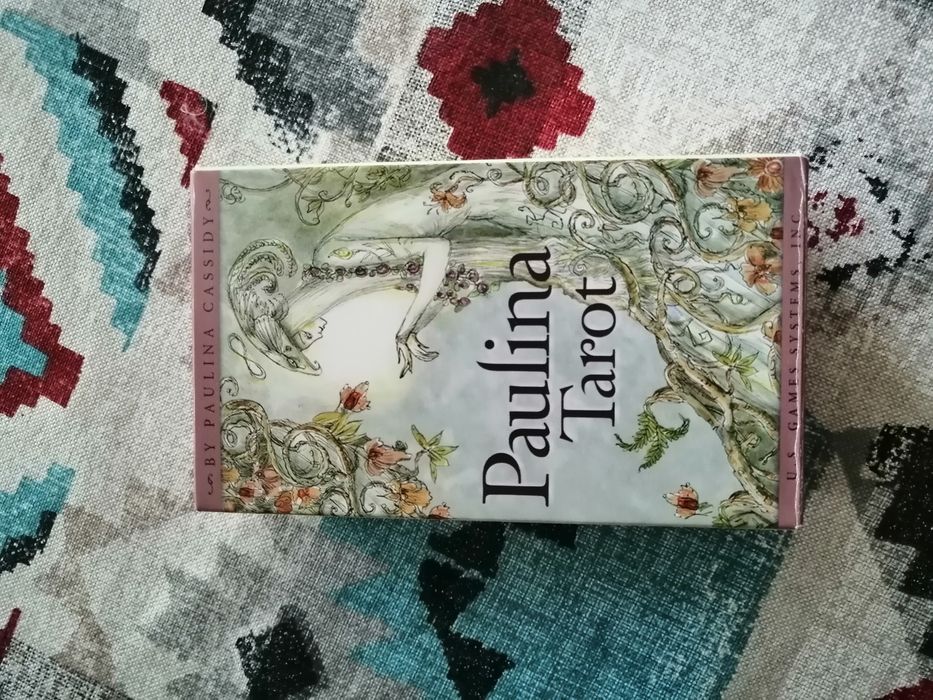 BY PAULINA CASSIDY
Paulina
Tarot
U.S. GAMES SYSTEMS, INC.